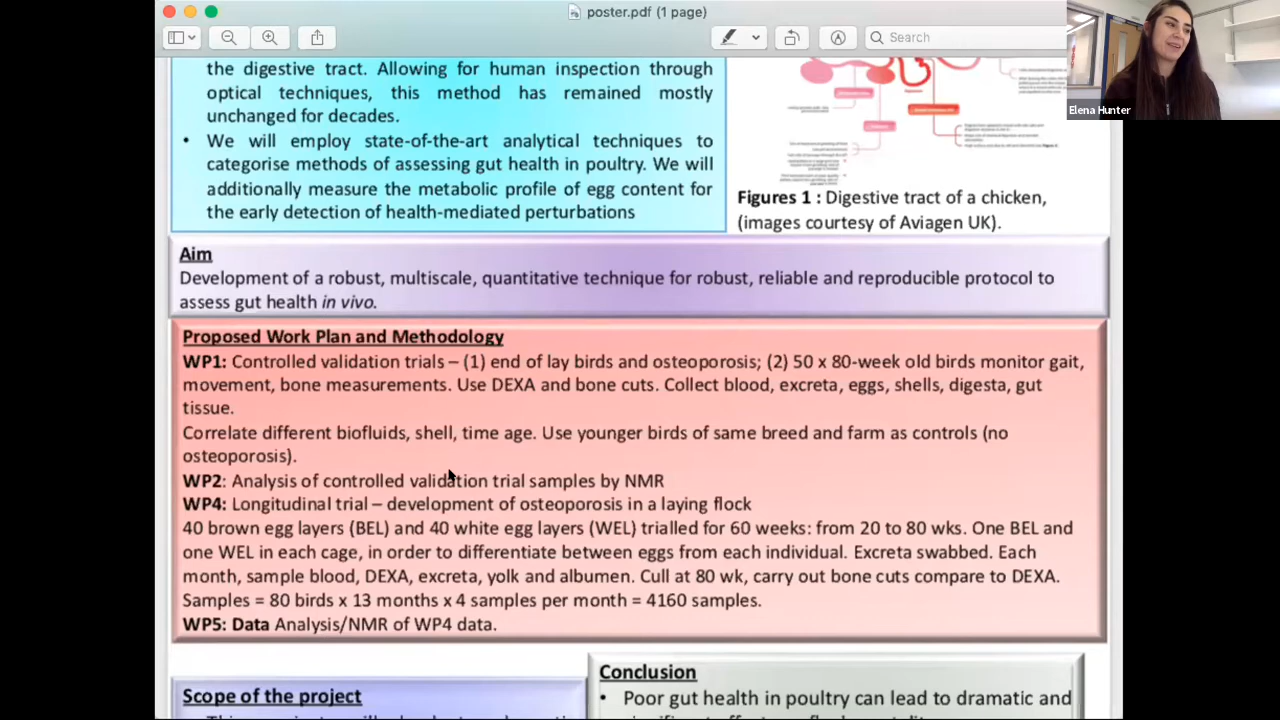 poster.pdf (1 page)
Search
Elena Hunter
the digestive tract. Allowing for human inspection through
optical techniques, this method has remained mostly
unchanged for decades.
• We will employ state-of-the-art analytical techniques to
categorise methods of assessing gut health in poultry. We will
additionally measure the metabolic profile of egg content for
the early detection of health-mediated perturbations
Figures 1 : Digestive tract of a chicken,
(images courtesy of Aviagen UK).
Aim
Development of a robust, multiscale, quantitative technique for robust, reliable and reproducible protocol to
assess gut health in vivo.
Proposed Work Plan and Methodology
WP1: Controlled validation trials – (1) end of lay birds and osteoporosis; (2) 50 x 80-week old birds monitor gait,
movement, bone measurements. Use DEXA and bone cuts. Collect blood, excreta, eggs, shells, digesta, gut
tissue.
Correlate different biofluids, shell, time age. Use younger birds of same breed and farm as controls (no
osteoporosis).
WP2: Analysis of controlled validation trial samples by NMR
WP4: Longitudinal trial – development of osteoporosis in a laying flock
40 brown egg layers (BEL) and 40 white egg layers (WEL) trialled for 60 weeks: from 20 to 80 wks. One BEL and
one WEL in each cage, in order to differentiate between eggs from each individual. Excreta swabbed. Each
month, sample blood, DEXA, excreta, yolk and albumen. Cull at 80 wk, carry out bone cuts compare to DEXA.
Samples = 80 birds x 13 months x 4 samples per month = 4160 samples.
WP5: Data Analysis/NMR of WP4 data.
Scope of the project
Conclusion
• Poor gut health in poultry can lead to dramatic and